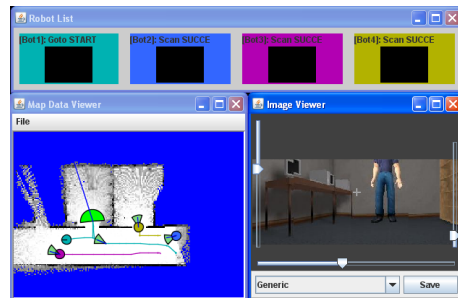 Robot List
[Bot1]: Goto START
[Bot2]: Scan SUCCE
[Bot3]: Scan SUCCE
[Bot4]: Scan SUCCE
Map Data Viewer
File
Image Viewer
Generic
Save